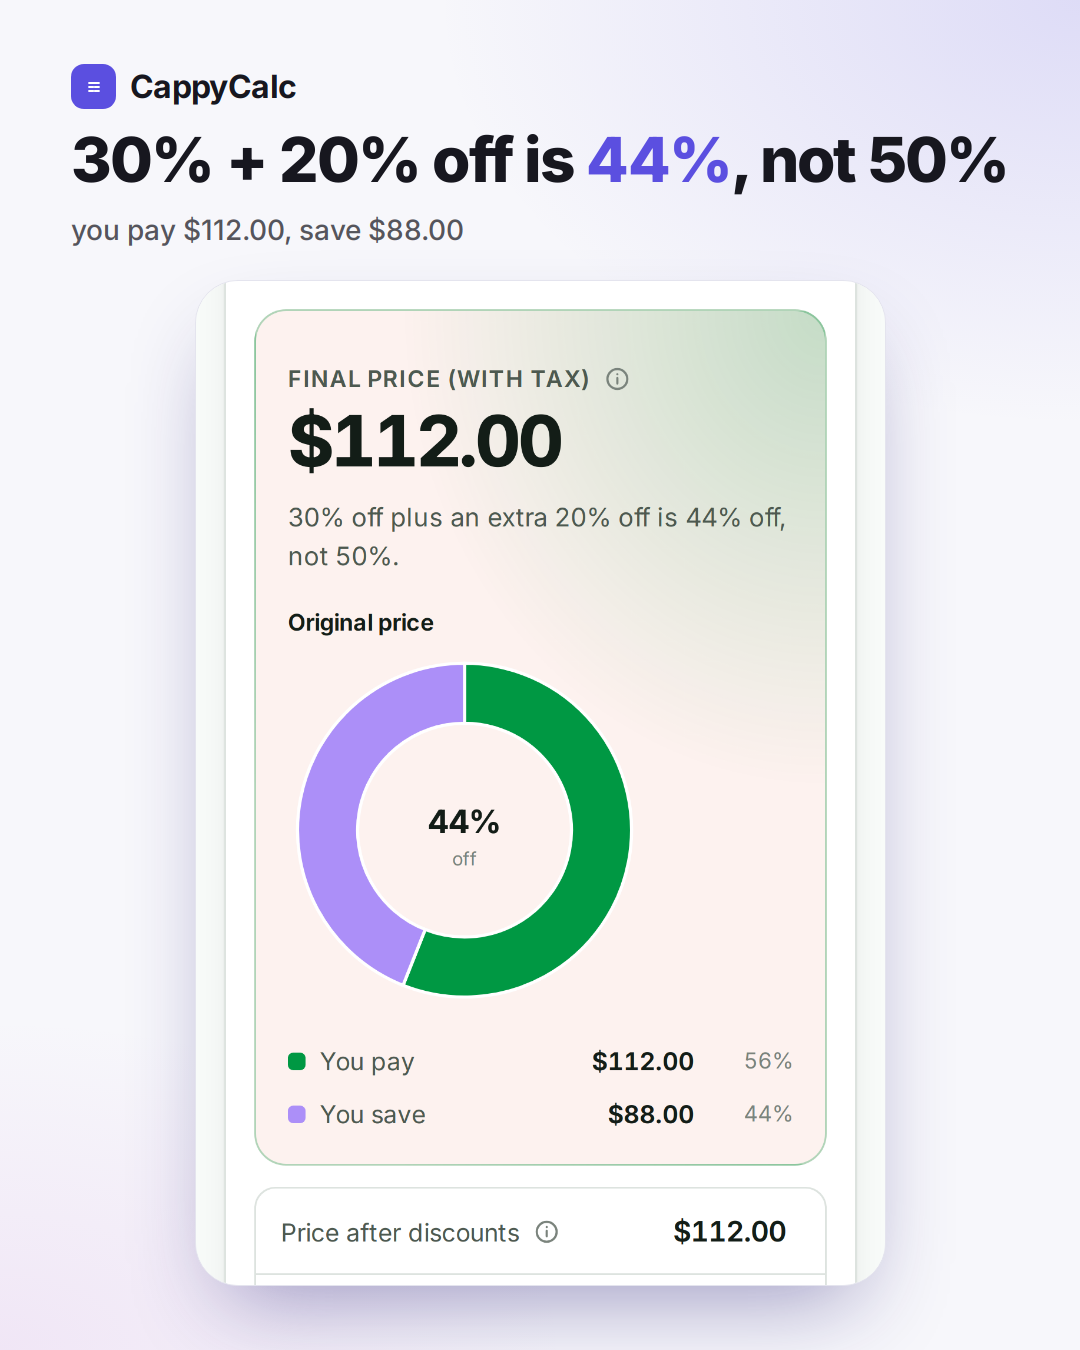 CappyCalc
30% + 20% off is 44%, not 50%
you pay $112.00, save $88.00
FINAL PRICE (WITH TAX)
$112.00
30% off plus an extra 20% off is 44% off,
not 50%.
Original price
44%
off
You pay $112.00 56%
You save $88.00 44%
Price after discounts $112.00